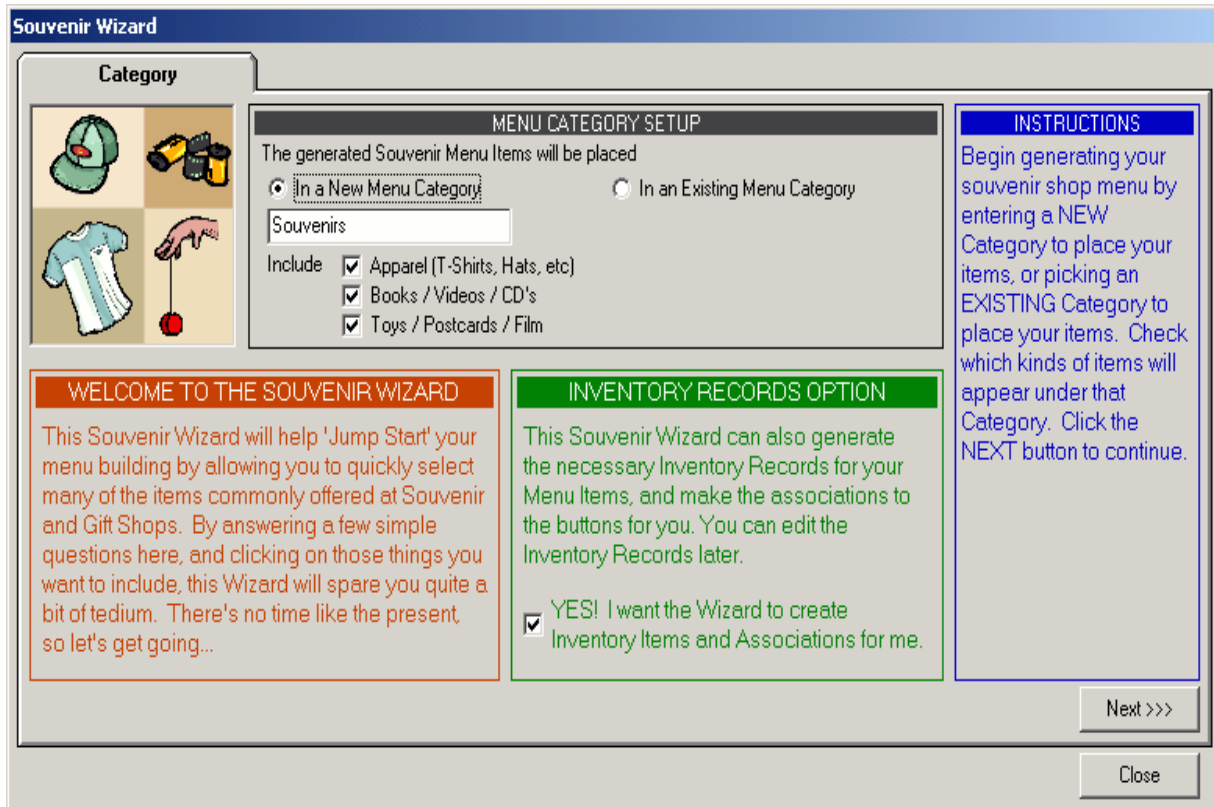 Souvenir Wizard
Category
MENU CATEGORY SETUP
The generated Souvenir Menu Items will be placed
In a New Menu Category
In an Existing Menu Category
Souvenirs
Include
Apparel (T-Shirts, Hats, etc)
Books / Videos / CD's
Toys / Postcards / Film
INSTRUCTIONS
Begin generating your
souvenir shop menu by
entering a NEW
Category to place your
items, or picking an
EXISTING Category to
place your items. Check
which kinds of items will
appear under that
Category. Click the
NEXT button to continue.
WELCOME TO THE SOUVENIR WIZARD
This Souvenir Wizard will help 'Jump Start' your
menu building by allowing you to quickly select
many of the items commonly offered at Souvenir
and Gift Shops. By answering a few simple
questions here, and clicking on those things you
want to include, this Wizard will spare you quite a
bit of tedium. There's no time like the present,
so let's get going...
INVENTORY RECORDS OPTION
This Souvenir Wizard can also generate
the necessary Inventory Records for your
Menu Items, and make the associations to
the buttons for you. You can edit the
Inventory Records later.
YES! I want the Wizard to create
Inventory Items and Associations for me.
Next >>>
Close